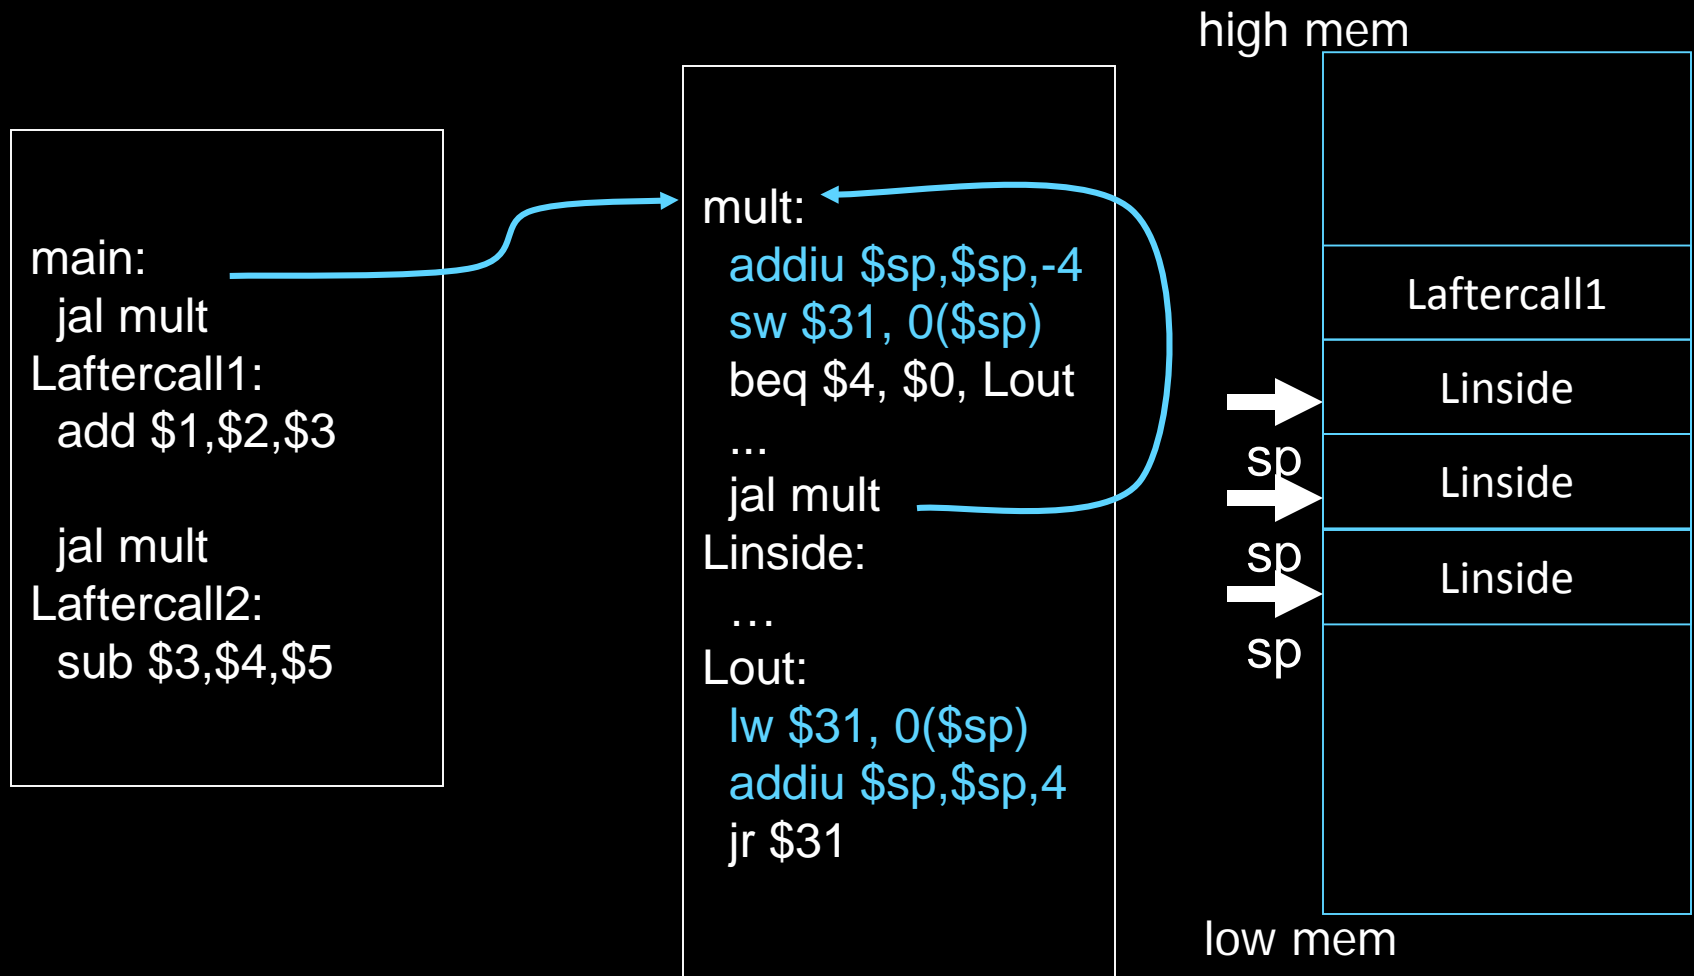 main:
jal mult
Laftercall1:
add $1,$2,$3
jal mult
Laftercall2:
sub $3,$4,$5
mult:
addiu $sp,$sp,-4
sw $31, 0($sp)
beq $4, $0, Lout
...
jal mult
Linside:
…
Lout:
lw $31, 0($sp)
addiu $sp,$sp,4
jr $31
high mem
Laftercall1
Linside
sp
Linside
sp
Linside
sp
low mem